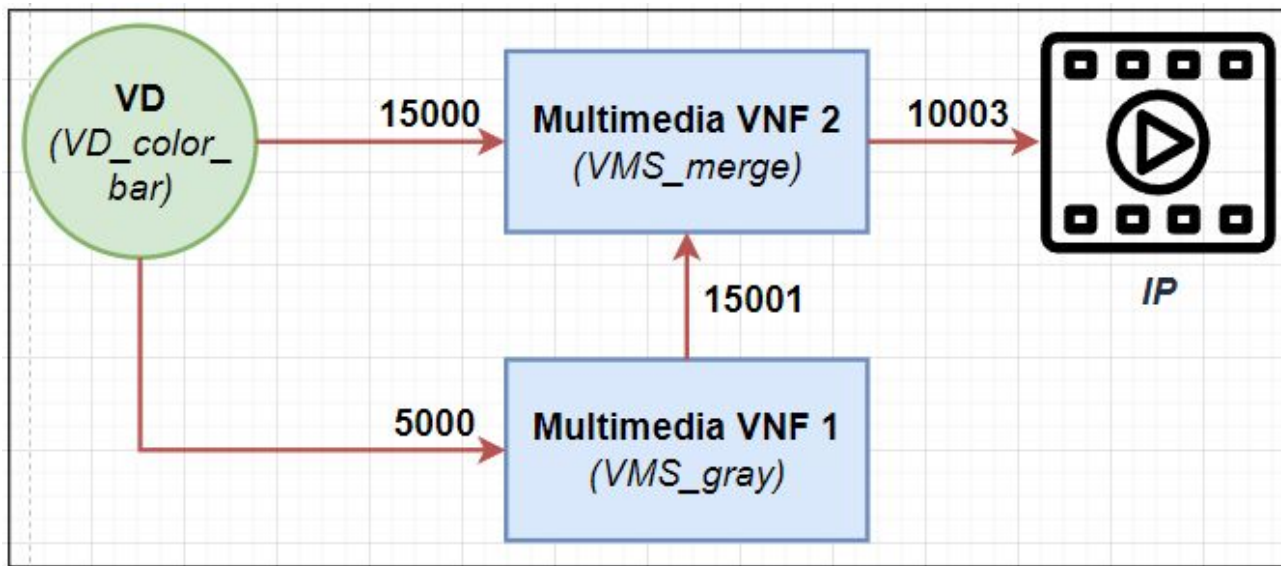 VD
(VD_color_
bar)
15000
Multimedia VNF 2
(VMS_merge)
10003
IP
15001
5000
Multimedia VNF 1
(VMS_gray)